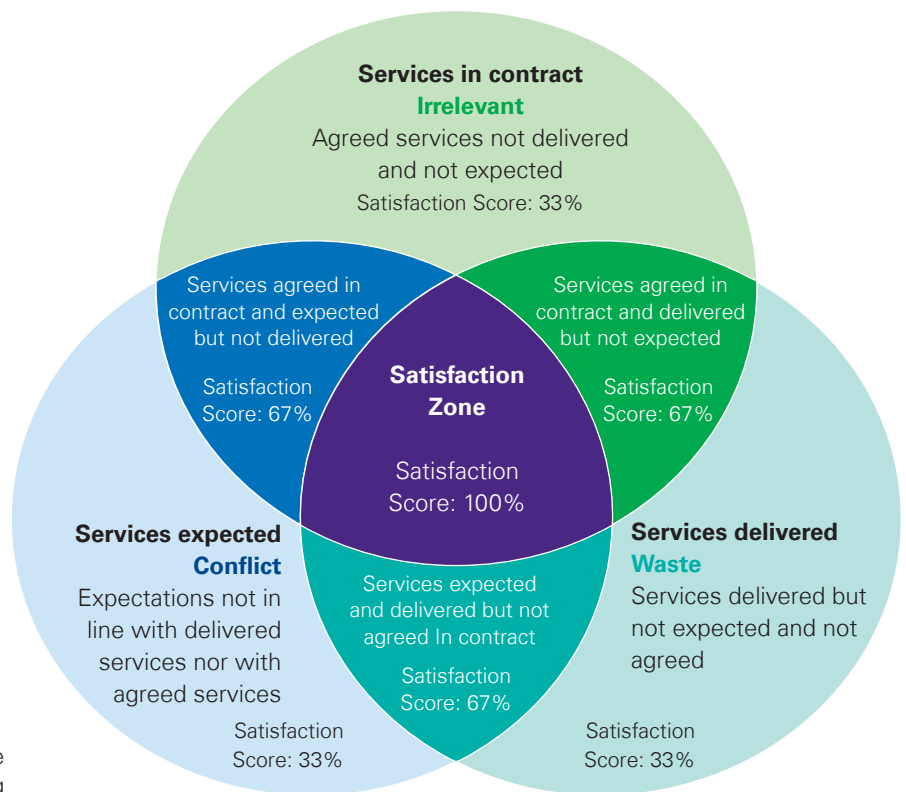 Services in contract
Irrelevant
Agreed services not delivered
and not expected
Satisfaction Score: 33%
Services agreed in
contract and expected
but not delivered
Satisfaction
Score: 67%
Services agreed in
contract and delivered
but not expected
Satisfaction
Score: 67%
Satisfaction
Zone
Satisfaction
Score: 100%
Services expected
Conflict
Expectations not in
line with delivered
services nor with
agreed services
Satisfaction
Score: 33%
Services expected
and delivered but not
agreed In contract
Satisfaction
Score: 67%
Services delivered
Waste
Services delivered but
not expected and not
agreed
Satisfaction
Score: 33%